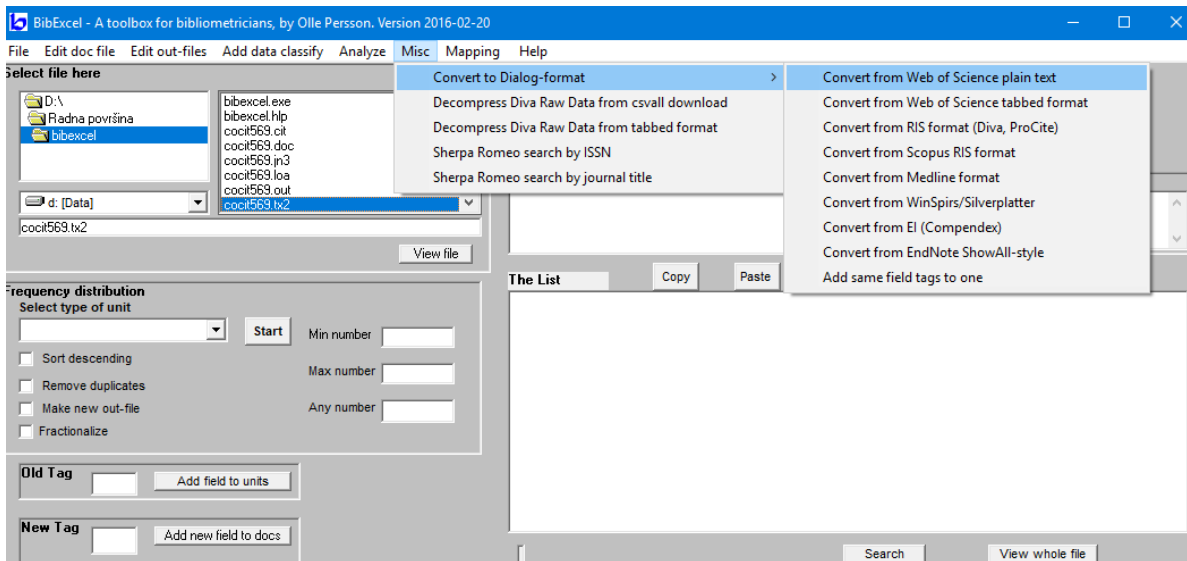 BibExcel - A toolbox for bibliometricians, by Olle Persson. Version 2016-02-20
File Edit doc file Edit out-files Add data classify Analyze Misc Mapping Help
Select file here
D:\
Radna površina
bibexcel
bibexcel.exe
bibexcel.hlp
cocit569.cit
cocit569.doc
cocit569.jn3
cocit569.loa
cocit569.out
cocit569.tx2
d: [Data]
cocit569.tx2
View file
Convert to Dialog-format
Decompress Diva Raw Data from csvall download
Decompress Diva Raw Data from tabbed format
Sherpa Romeo search by ISSN
Sherpa Romeo search by journal title
Convert from Web of Science plain text
Convert from Web of Science tabbed format
Convert from RIS format (Diva, ProCite)
Convert from Scopus RIS format
Convert from Medline format
Convert from WinSpirs/Silverplatter
Convert from EI (Compendex)
Convert from EndNote ShowAll-style
Add same field tags to one
The List Copy Paste
Frequency distribution
Select type of unit
Start
Min number
Sort descending
Max number
Remove duplicates
Make new out-file
Any number
Fractionalize
Old Tag Add field to units
New Tag Add new field to docs
Search View whole file